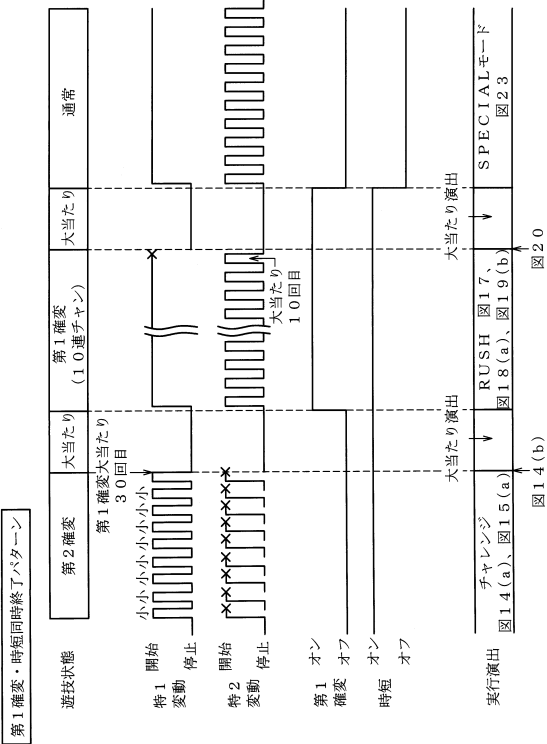 第1確変・時短同時終了パターン
遊技状態
第2確変
大当たり
第1確変
(10連チャン)
大当たり
通常
第1確変大当たり
30回目
特1
変動
開始
停止
小小小小小小小小小
特2
変動
開始
停止
大当たり
10回目
第1
確変
オン
オフ
時短
オン
オフ
大当たり演出
大当たり演出
実行演出
チャレンジ
図14(a)、図15(a)
RUSH 図17、
図18(a)、図19(b)
SPECIALモード
図23
図14(b)
図20